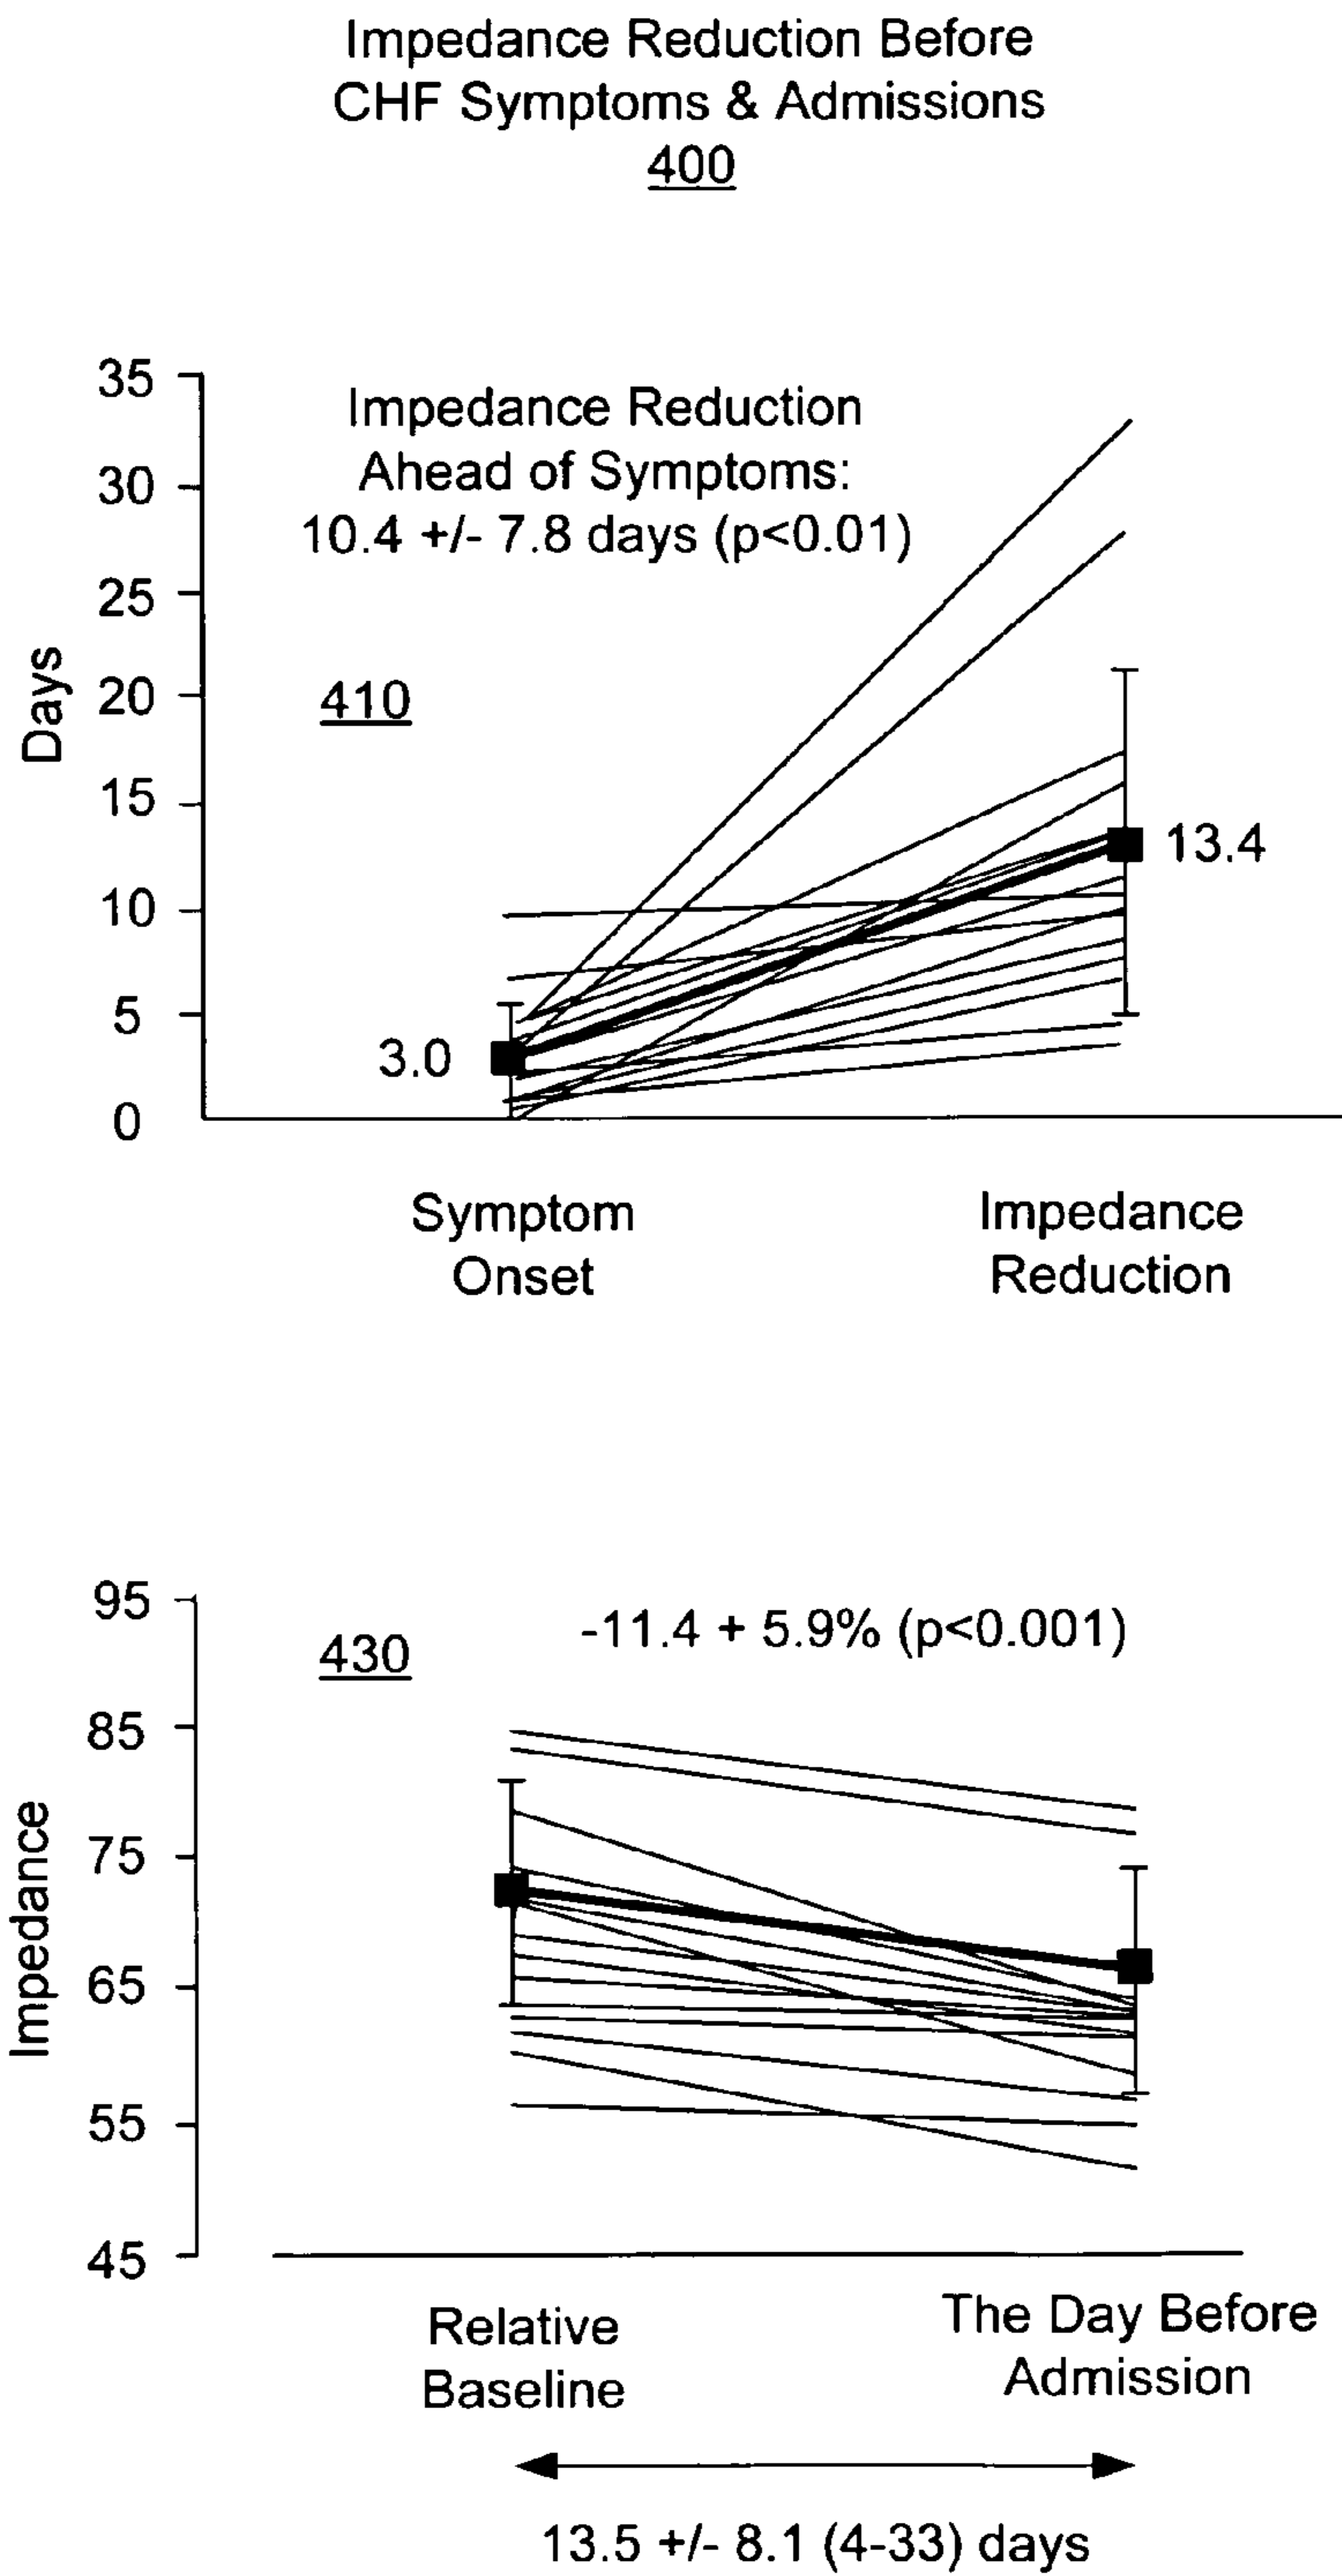 Impedance Reduction Before
CHF Symptoms & Admissions
400
35
30
25
20
15
10
5
0
Days
Impedance Reduction
Ahead of Symptoms:
10.4 +/- 7.8 days (p<0.01)
410
3.0
13.4
Symptom
Onset
Impedance
Reduction
95
85
75
65
55
45
Impedance
430
-11.4 + 5.9% (p<0.001)
Relative
Baseline
The Day Before
Admission
13.5 +/- 8.1 (4-33) days